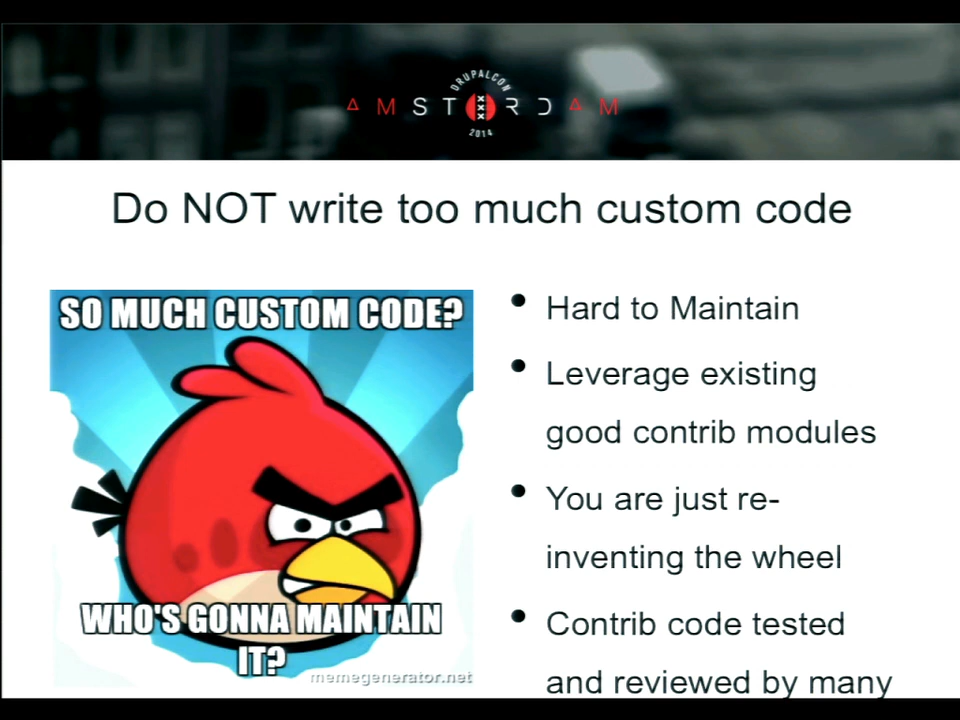 DRUPALCON
AMSTERDAM
2014
Do NOT write too much custom code
SO MUCH CUSTOM CODE?
WHO'S GONNA MAINTAIN
IT?
memegenerator.net
• Hard to Maintain
• Leverage existing
good contrib modules
• You are just re-
inventing the wheel
• Contrib code tested
and reviewed by many